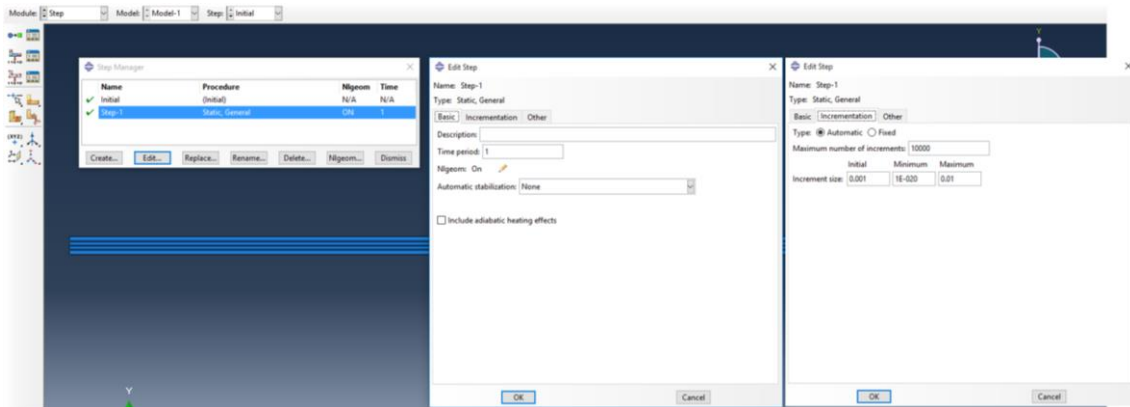 Module: Step Model: Model-1 Step: Initial
Step Manager
Name Procedure Nlgeom Time
Initial (Initial) N/A N/A
Step-1 Static, General ON 1
Create... Edit... Replace... Rename... Delete... Nlgeom... Dismiss
Edit Step
Name: Step-1
Type: Static, General
Basic Incrementation Other
Description:
Time period: 1
Nlgeom: On
Automatic stabilization: None
Include adiabatic heating effects
OK Cancel
Edit Step
Name: Step-1
Type: Static, General
Basic Incrementation Other
Type: Automatic Fixed
Maximum number of increments: 10000
Initial Minimum Maximum
Increment size: 0.001 1E-020 0.01
OK Cancel
Y
Y